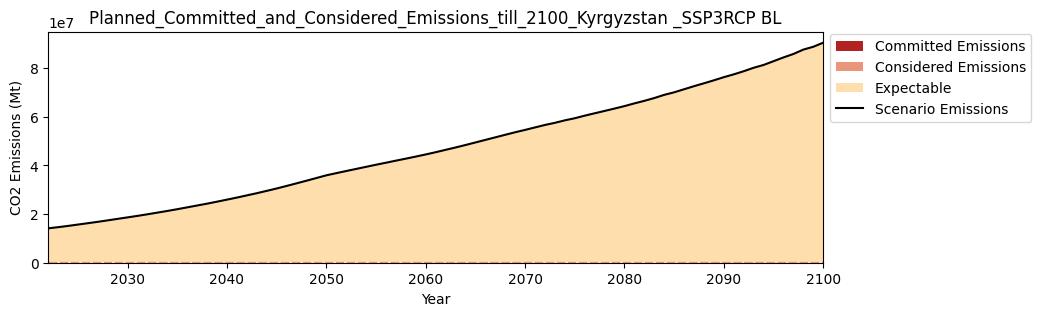 Planned_Committed_and_Considered_Emissions_till_2100_Kyrgyzstan _SSP3RCP BL
1e7
CO2 Emissions (Mt)
8
6
4
2
0
2030 2040 2050 2060 2070 2080 2090 2100
Year
Committed Emissions
Considered Emissions
Expectable
Scenario Emissions